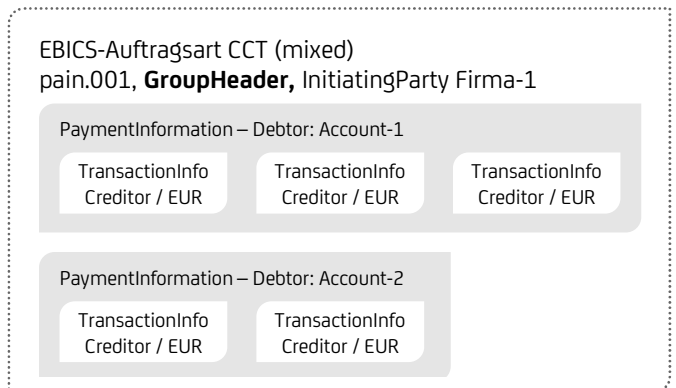 EBICS-Auftragsart CCT (mixed)
pain.001, GroupHeader, InitiatingParty Firma-1
PaymentInformation – Debtor: Account-1
TransactionInfo
Creditor / EUR
TransactionInfo
Creditor / EUR
TransactionInfo
Creditor / EUR
PaymentInformation – Debtor: Account-2
TransactionInfo
Creditor / EUR
TransactionInfo
Creditor / EUR